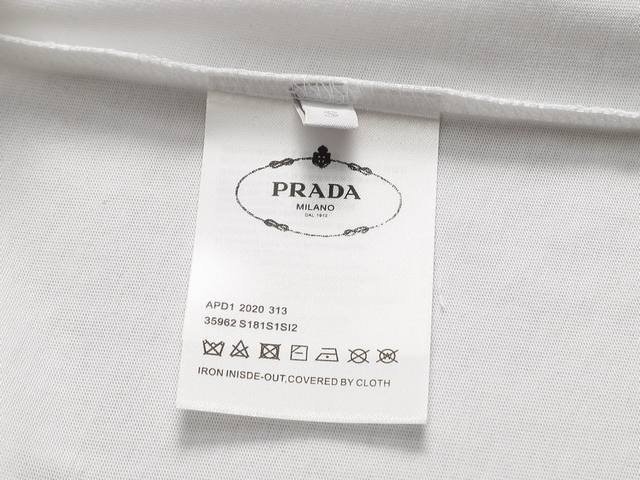 PRADA
MILANO
DAL 1913
APD1 2020 313
35962 S181S1SI2
IRON INISDE-OUT,COVERED BY CLOTH